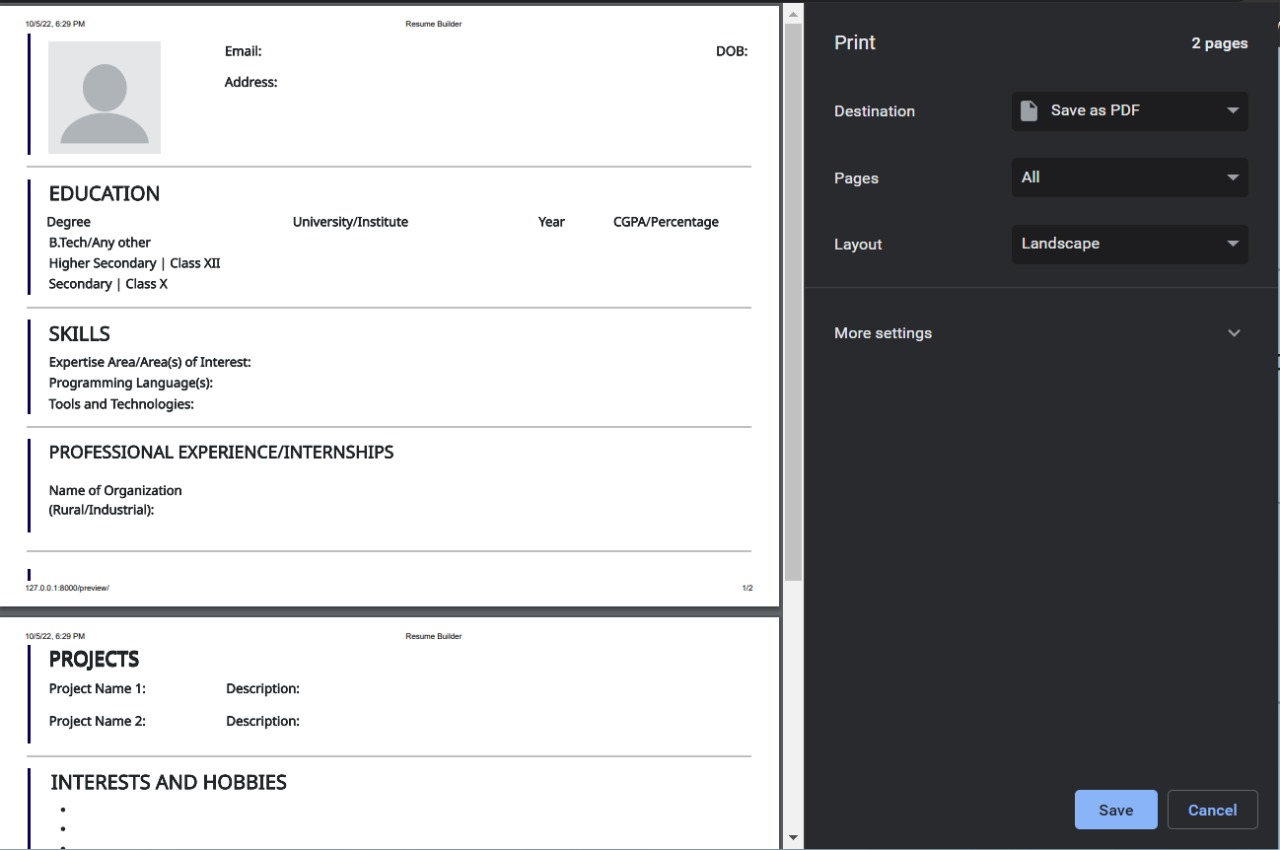 10/5/22, 6:29 PM Resume Builder
Email: DOB:
Address:
EDUCATION
Degree University/Institute Year CGPA/Percentage
B.Tech/Any other
Higher Secondary | Class XII
Secondary | Class X
SKILLS
Expertise Area/Area(s) of Interest:
Programming Language(s):
Tools and Technologies:
PROFESSIONAL EXPERIENCE/INTERNSHIPS
Name of Organization
(Rural/Industrial):
127.0.0.1:8000/preview/ 1/2
10/5/22, 6:29 PM Resume Builder
PROJECTS
Project Name 1: Description:
Project Name 2: Description:
INTERESTS AND HOBBIES
Print 2 pages
Destination Save as PDF
Pages All
Layout Landscape
More settings
Save Cancel